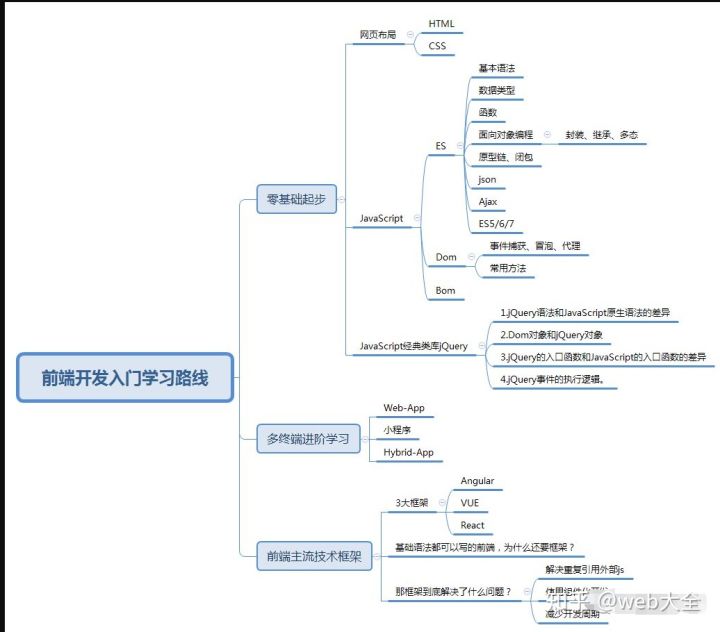 前端开发入门学习路线
零基础起步
网页布局
HTML
CSS
JavaScript
ES
基本语法
数据类型
函数
面向对象编程
封装、继承、多态
原型链、闭包
json
Ajax
ES5/6/7
Dom
事件捕获、冒泡、代理
常用方法
Bom
JavaScript经典类库jQuery
1.jQuery语法和JavaScript原生语法的差异
2.Dom对象和jQuery对象
3.jQuery的入口函数和JavaScript的入口函数的差异
4.jQuery事件的执行逻辑。
多终端进阶学习
Web-App
小程序
Hybrid-App
前端主流技术框架
3大框架
Angular
VUE
React
基础语法都可以写的前端，为什么还要框架？
那框架到底解决了什么问题？
解决重复引用外部js
使用组件化开发
减少开发周期
知乎 @web大全